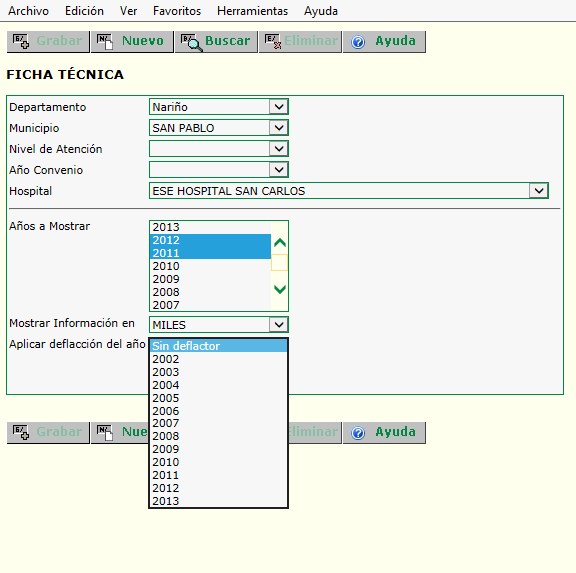 Archivo Edición Ver Favoritos Herramientas Ayuda
Grabar Nuevo Buscar Eliminar Ayuda
FICHA TÉCNICA
Departamento Nariño
Municipio SAN PABLO
Nivel de Atención
Año Convenio
Hospital ESE HOSPITAL SAN CARLOS
Años a Mostrar 2013
2012
2011
2010
2009
2008
2007
Mostrar Información en MILES
Aplicar deflacción del año Sin deflactor
2002
2003
2004
2005
2006
2007
2008
2009
2010
2011
2012
2013
Grabar Nue Eliminar Ayuda